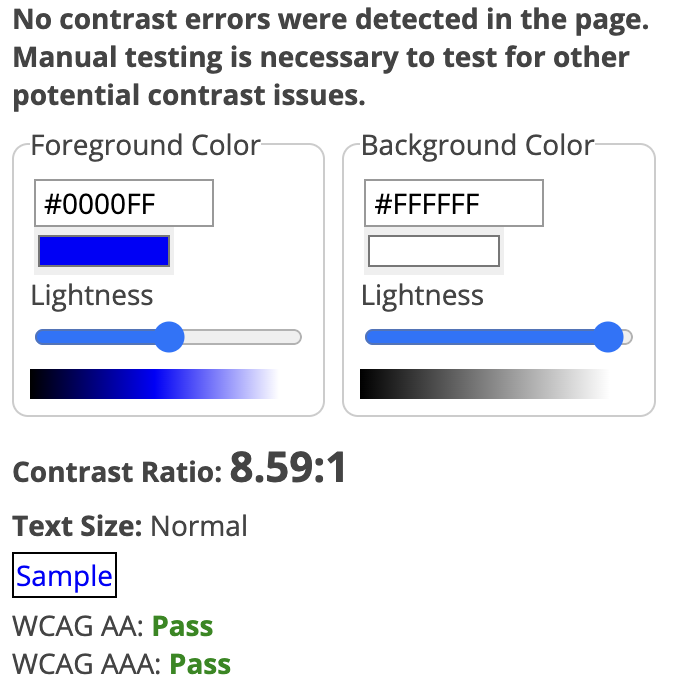 No contrast errors were detected in the page.
Manual testing is necessary to test for other
potential contrast issues.
Foreground Color
Background Color
#0000FF
#FFFFFF
Lightness
Lightness
Contrast Ratio: 8.59:1
Text Size: Normal
Sample
WCAG AA: Pass
WCAG AAA: Pass